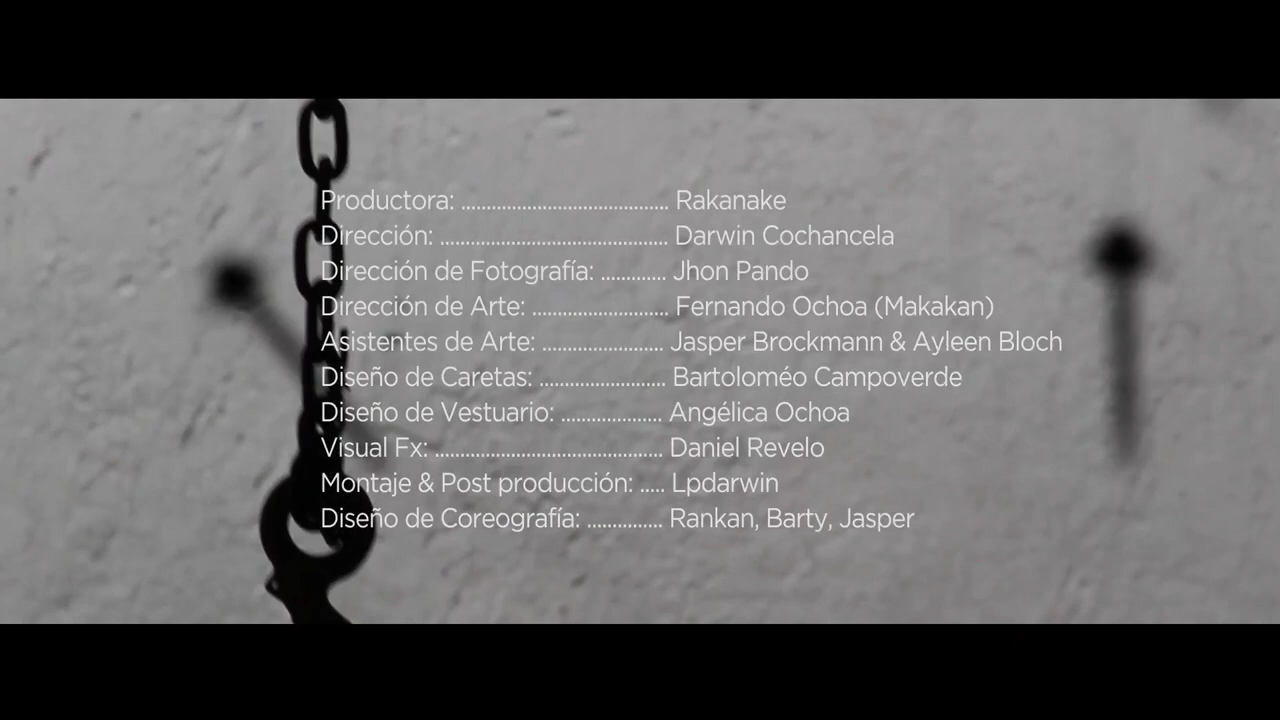 Productora: ......................................... Rakanake
Dirección: ............................................. Darwin Cochancela
Dirección de Fotografía: ............. Jhon Pando
Dirección de Arte: ........................... Fernando Ochoa (Makakan)
Asistentes de Arte: ........................ Jasper Brockmann & Ayleen Bloch
Diseño de Caretas: ......................... Bartoloméo Campoverde
Diseño de Vestuario: .................... Angélica Ochoa
Visual Fx: ............................................. Daniel Revelo
Montaje & Post producción: ..... Lpdarwin
Diseño de Coreografía: ............... Rankan, Barty, Jasper